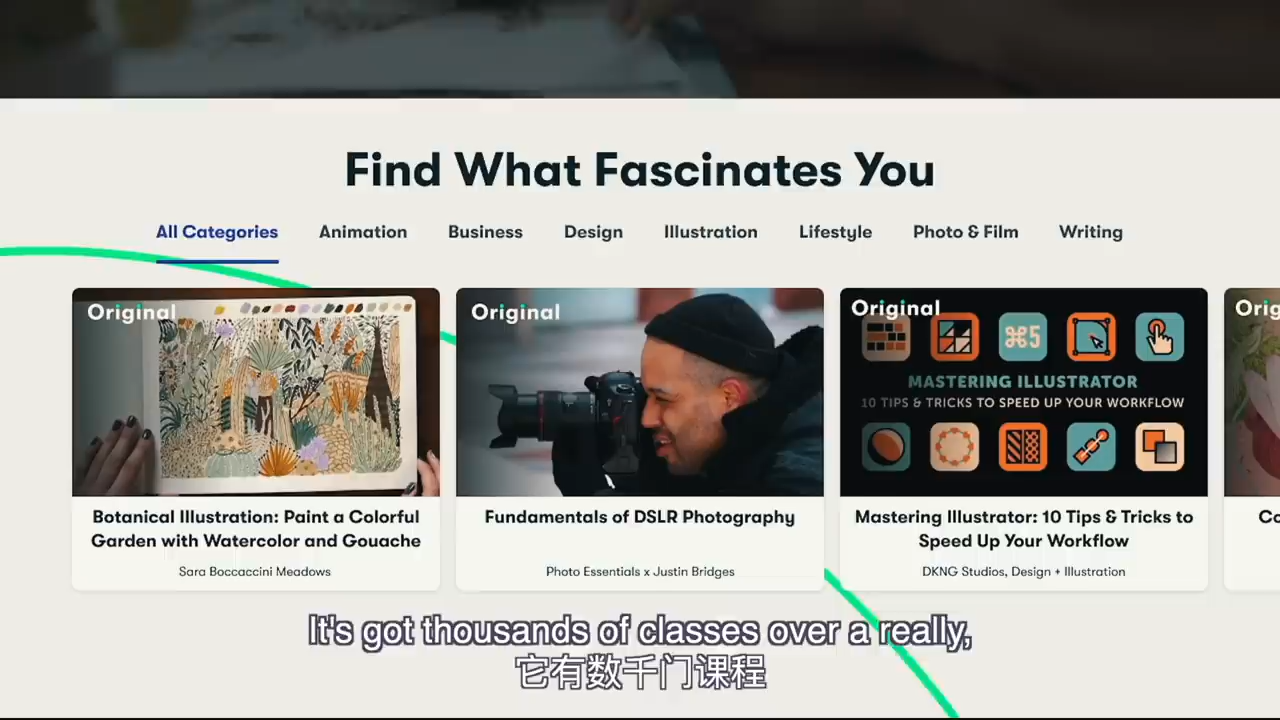 Find What Fascinates You
All Categories Animation Business Design Illustration Lifestyle Photo & Film Writing
Original
Botanical Illustration: Paint a Colorful
Garden with Watercolor and Gouache
Sara Boccaccini Meadows
Original
Fundamentals of DSLR Photography
Photo Essentials x Justin Bridges
Original
⌘5
MASTERING ILLUSTRATOR
10 TIPS & TRICKS TO SPEED UP YOUR WORKFLOW
Mastering Illustrator: 10 Tips & Tricks to
Speed Up Your Workflow
DKNG Studios, Design + Illustration
It's got thousands of classes over a really,
它有数千门课程